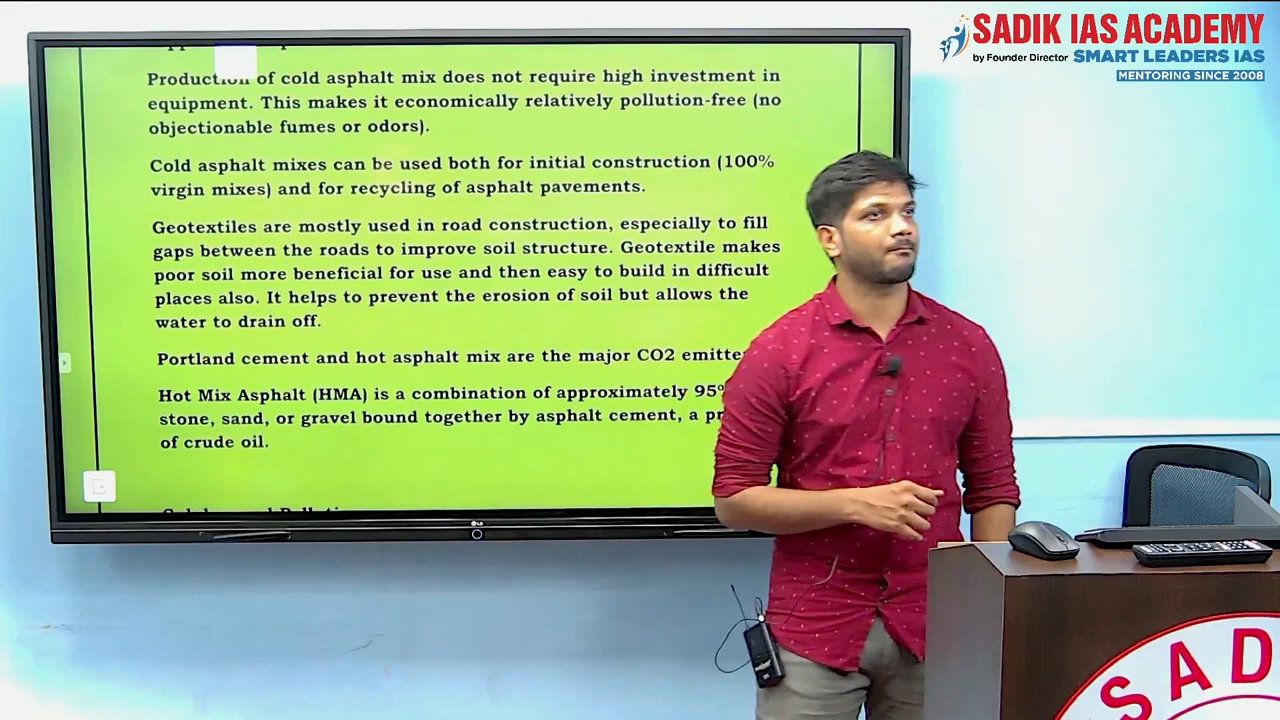 SADIK IAS ACADEMY
by Founder Director SMART LEADERS IAS
MENTORING SINCE 2008
Production of cold asphalt mix does not require high investment in
equipment. This makes it economically relatively pollution-free (no
objectionable fumes or odors).
Cold asphalt mixes can be used both for initial construction (100%
virgin mixes) and for recycling of asphalt pavements.
Geotextiles are mostly used in road construction, especially to fill
gaps between the roads to improve soil structure. Geotextile makes
poor soil more beneficial for use and then easy to build in difficult
places also. It helps to prevent the erosion of soil but allows the
water to drain off.
Portland cement and hot asphalt mix are the major CO2
Hot Mix Asphalt (HMA) is a combination of approximately
stone, sand, or gravel bound together by asphalt cement, a
of crude oil.
LG
SAD